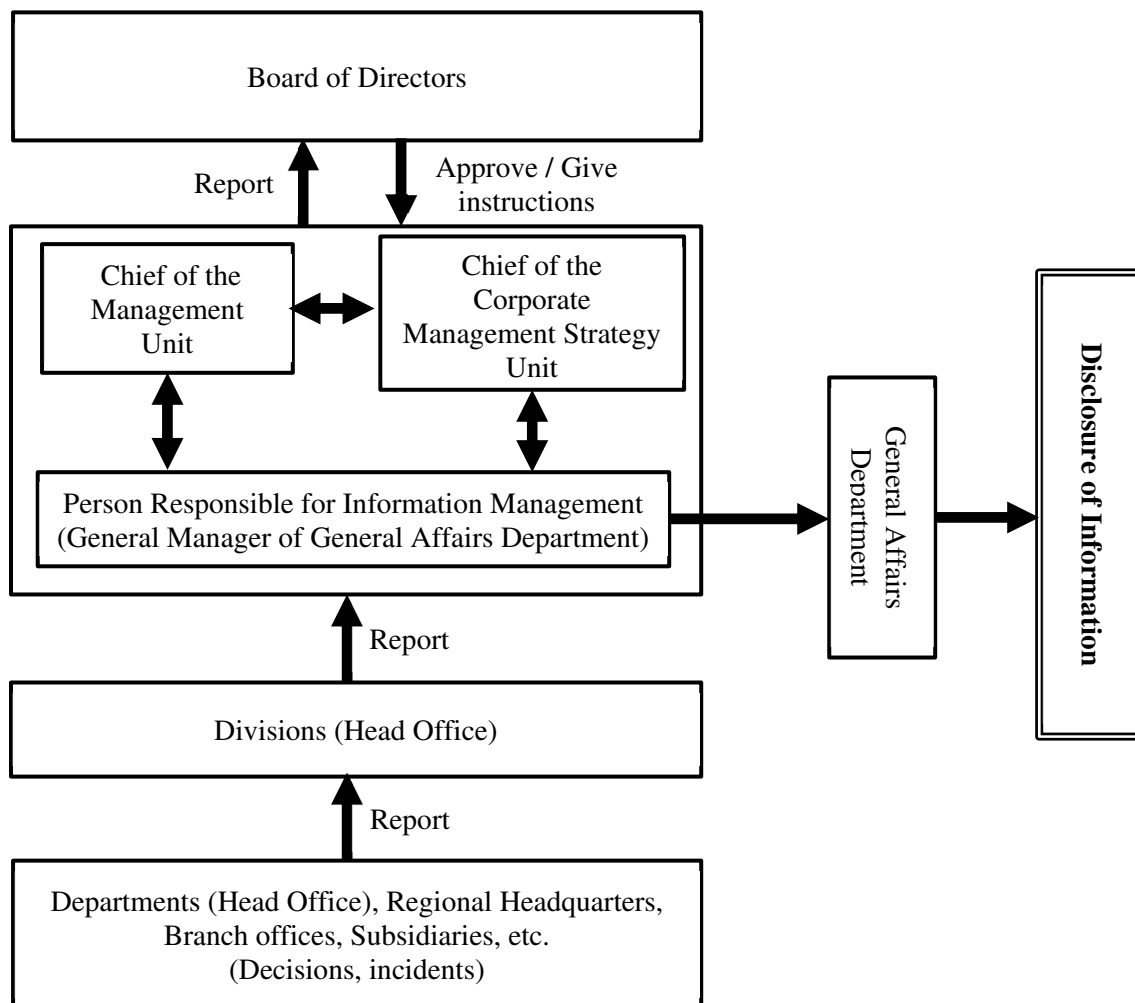 Board of Directors
Report
Approve / Give
instructions
Chief of the
Management
Unit
Chief of the
Corporate
Management Strategy
Unit
Person Responsible for Information Management
(General Manager of General Affairs Department)
General Affairs
Department
Disclosure of Information
Report
Divisions (Head Office)
Report
Departments (Head Office), Regional Headquarters,
Branch offices, Subsidiaries, etc.
(Decisions, incidents)